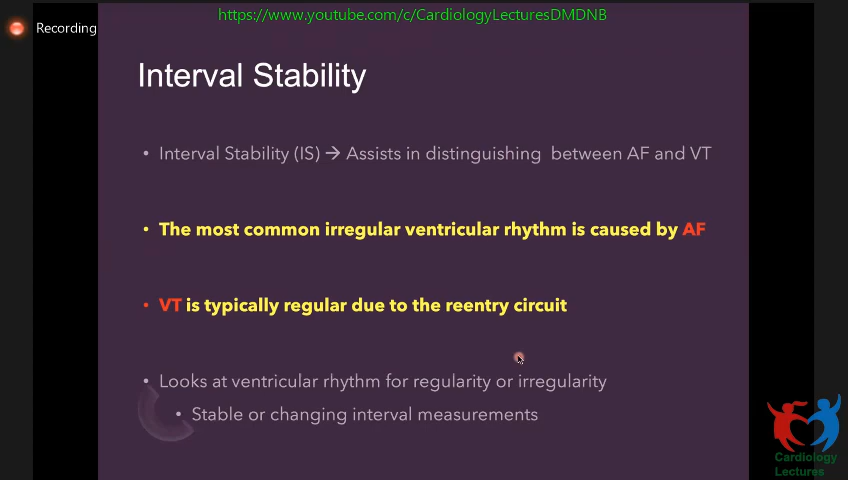 https://www.youtube.com/c/CardiologyLecturesDMDNB
Recording
Interval Stability
• Interval Stability (IS) → Assists in distinguishing between AF and VT
• The most common irregular ventricular rhythm is caused by AF
• VT is typically regular due to the reentry circuit
• Looks at ventricular rhythm for regularity or irregularity
• Stable or changing interval measurements
Cardiology
Lectures